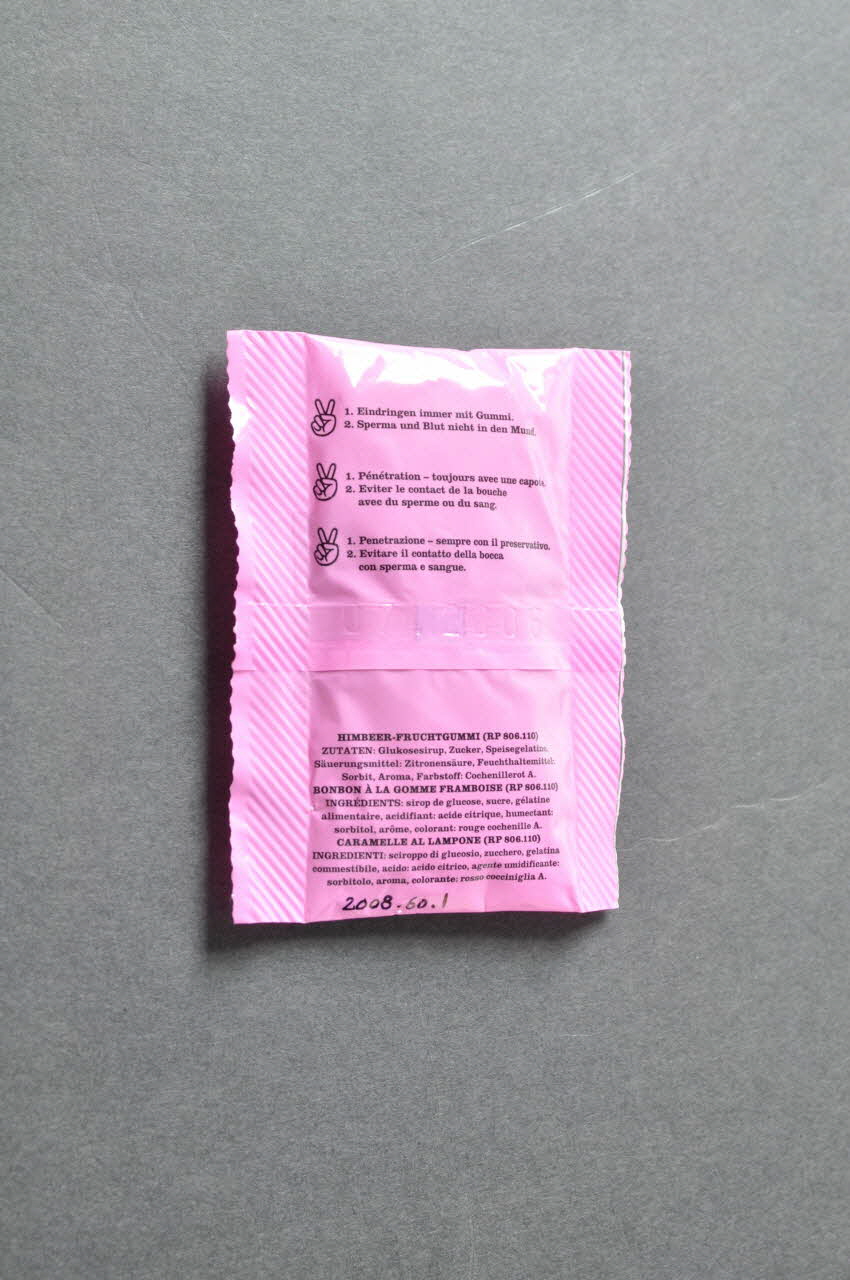 1. Eindringen immer mit Gummi.
2. Sperma und Blut nicht in den Mund.
1. Pénétration – toujours avec une capote.
2. Eviter le contact de la bouche
avec du sperme ou du sang.
1. Penetrazione – sempre con il preservativo.
2. Evitare il contatto della bocca
con sperma e sangue.
HIMBEER-FRUCHTGUMMI (RP 806.110)
ZUTATEN: Glukosesirup, Zucker, Speisegelatine,
Säuerungsmittel: Zitronensäure, Feuchthaltemittel:
Sorbit, Aroma, Farbstoff: Cochenillerot A.
BONBON À LA GOMME FRAMBOISE (RP 806.110)
INGRÉDIENTS: sirop de glucose, sucre, gélatine
alimentaire, acidifiant: acide citrique, humectant:
sorbitol, arôme, colorant: rouge cochenille A.
CARAMELLE AL LAMPONE (RP 806.110)
INGREDIENTI: sciroppo di glucosio, zucchero, gelatina
commestibile, acido: acido citrico, agente umidificante:
sorbitolo, aroma, colorante: rosso cocciniglia A.
2008.60.1